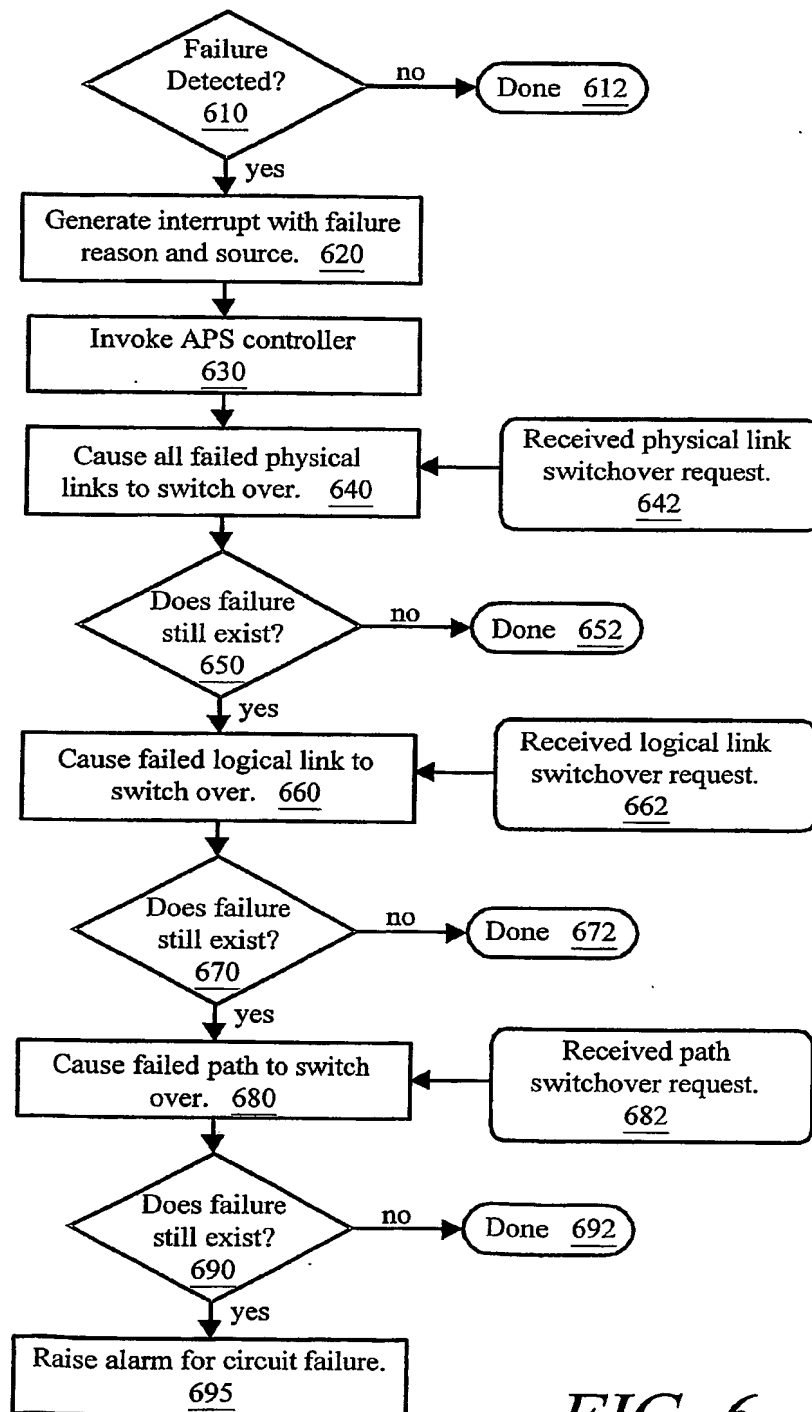 Failure
Detected?
610
no
Done 612
yes
Generate interrupt with failure
reason and source. 620
Invoke APS controller
630
Cause all failed physical
links to switch over. 640
Received physical link
switchover request.
642
Does failure
still exist?
650
no
Done 652
yes
Cause failed logical link to
switch over. 660
Received logical link
switchover request.
662
Does failure
still exist?
670
no
Done 672
yes
Cause failed path to switch
over. 680
Received path
switchover request.
682
Does failure
still exist?
690
no
Done 692
yes
Raise alarm for circuit failure.
695
FIG. 6